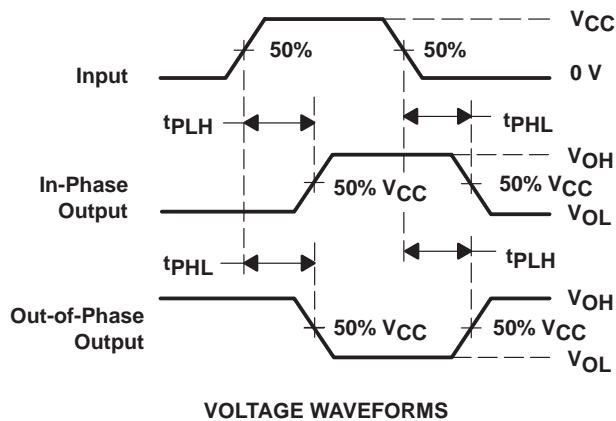 VCC
50%
50%
Input
0 V
tPLH
tPHL
VOH
In-Phase
Output
50% VCC
50% VCC
VOL
tPHL
tPLH
VOH
Out-of-Phase
Output
50% VCC
50% VCC
VOL
VOLTAGE WAVEFORMS